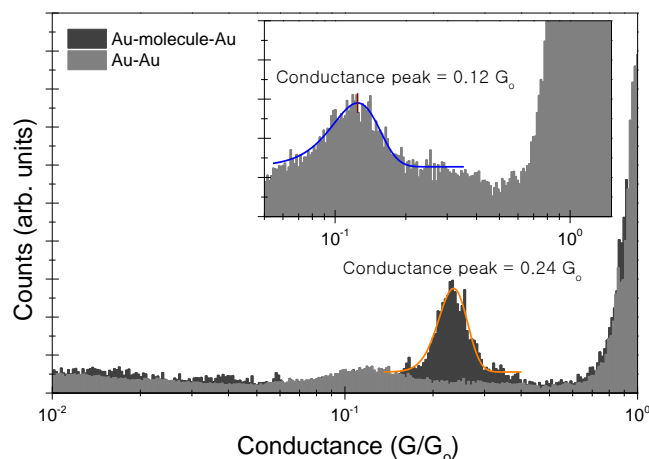 Au-molecule-Au
Au-Au
Conductance peak = 0.12 Gₒ
10⁻¹
10⁰
Conductance peak = 0.24 Gₒ
Counts (arb. units)
10⁻²
10⁻¹
10⁰
Conductance (G/Gₒ)